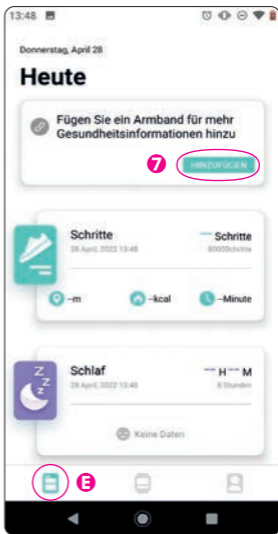 13:48
Donnerstag, April 28
Heute
Fügen Sie ein Armband für mehr
Gesundheitsinformationen hinzu
7 HINZUFÜGEN
Schritte
28 April, 2022 13:48
-- Schritte
80000Schritte
--m
--kcal
--Minute
Schlaf
28 April, 2022 13:48
-- H -- M
8 Stunden
Keine Daten
E